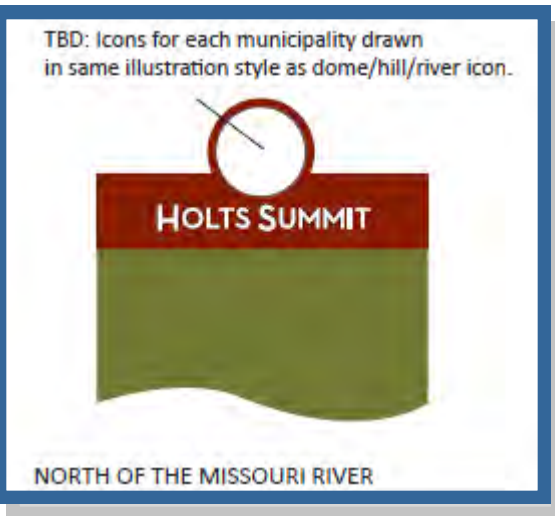 TBD: Icons for each municipality drawn
in same illustration style as dome/hill/river icon.
HOLTS SUMMIT
NORTH OF THE MISSOURI RIVER